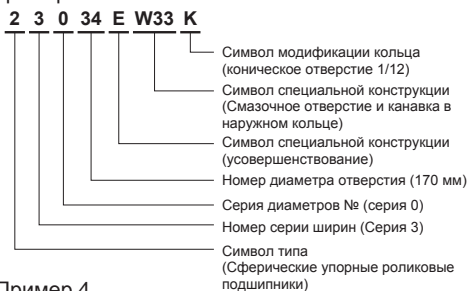 2 3 0 34 E W33 K
Символ модификации кольца
(коническое отверстие 1/12)
Символ специальной конструкции
(Смазочное отверстие и канавка в
наружном кольце)
Символ специальной конструкции
(усовершенствование)
Номер диаметра отверстия (170 мм)
Серия диаметров № (серия 0)
Номер серии ширин (Серия 3)
Символ типа
(Сферические упорные роликовые
подшипники)
Пример 4